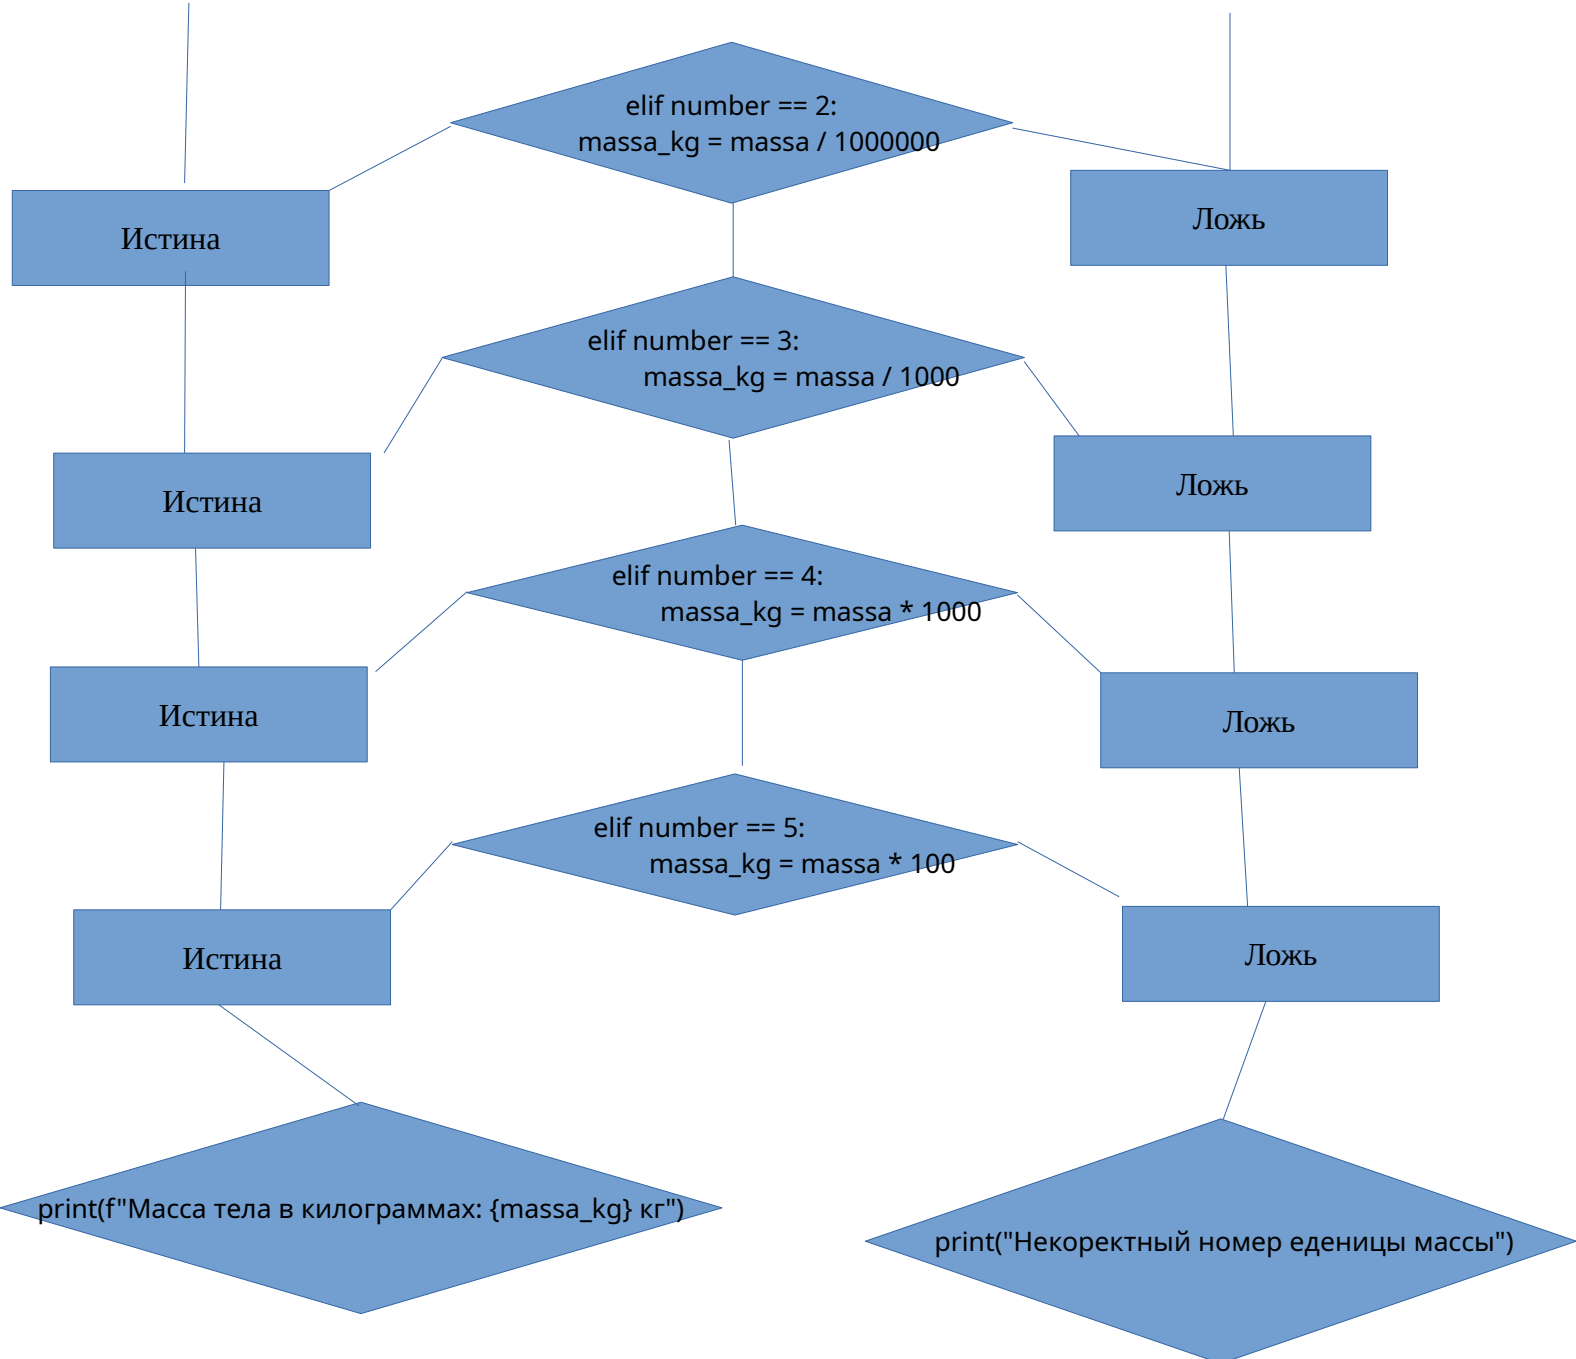 elif number == 2:
massa_kg = massa / 1000000
Истина
Ложь
elif number == 3:
massa_kg = massa / 1000
Истина
Ложь
elif number == 4:
massa_kg = massa * 1000
Истина
Ложь
elif number == 5:
massa_kg = massa * 100
Истина
Ложь
print(f"Масса тела в килограммах: {massa_kg} кг")
print("Некоректный номер еденицы массы")